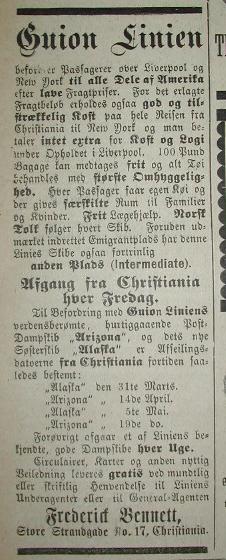 Guion Linien
befordrer Passagerer over Liverpool og
New York til alle Dele af Amerika
efter lave Fragtpriser. For det erlagte
Fragtbeløb erholdes ogsaa god og til-
strækkelig Kost paa hele Reisen fra
Christiania til New York og man be-
taler intet extra for Kost og Logi
under Opholdet i Liverpool. 100 Pund
Bagage kan medtages frit og alt Tøi
behandles med største Omhyggelig-
hed. Hver Passager faar egen Køi og
der gives særskilte Rum til Familier
og Kvinder. Frit Lægehjælp. Norsk
Tolk følger hvert Skib. Foruden ud-
mærket indrettet Emigrantplads har denne
Linies Skibe ogsaa fortrinlig
anden Plads (Intermediate).
Afgang fra Christiania
hver Fredag.
Til Befordring med Guion Liniens
verdensberømte, hurtiggaaende Post-
Dampskib "Arizona", og dets nye
Søsterskib "Alaska" er Afseilings-
datoerne fra Christiania fortiden faa-
ledes bestemt:
"Alaska" den 31te Marts.
"Arizona" „ 14de April.
"Alaska" „ 5te Mai.
"Arizona" „ 19de do.
Forøvrigt afgaar et af Liniens be-
kjendte, gode Dampskibe hver Uge.
Circulairer, Karter og anden nyttig
Veiledning leveres gratis ved mundtlig
eller skriftlig Henvendelse til Liniens
Underagenter eller til General-Agenten
Frederik Bennett,
Store Strandgade No. 17, Christiania.